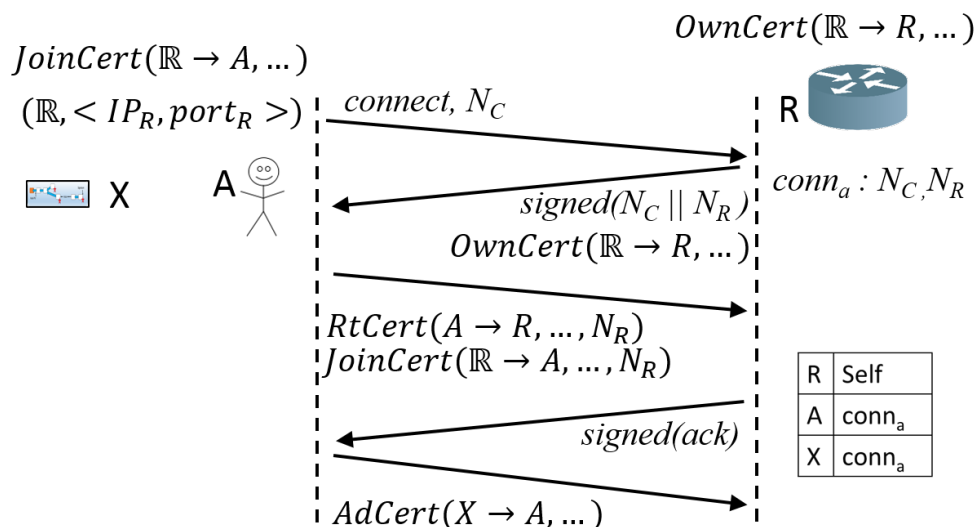 OwnCert(ℝ → R, …)
JoinCert(ℝ → A, …)
(ℝ, < IP_R, port_R >)
connect, N_C
R
X
A
conn_a : N_C, N_R
signed(N_C || N_R)
OwnCert(ℝ → R, …)
RtCert(A → R, …, N_R)
JoinCert(ℝ → A, …, N_R)
R Self
A conn_a
X conn_a
signed(ack)
AdCert(X → A, …)